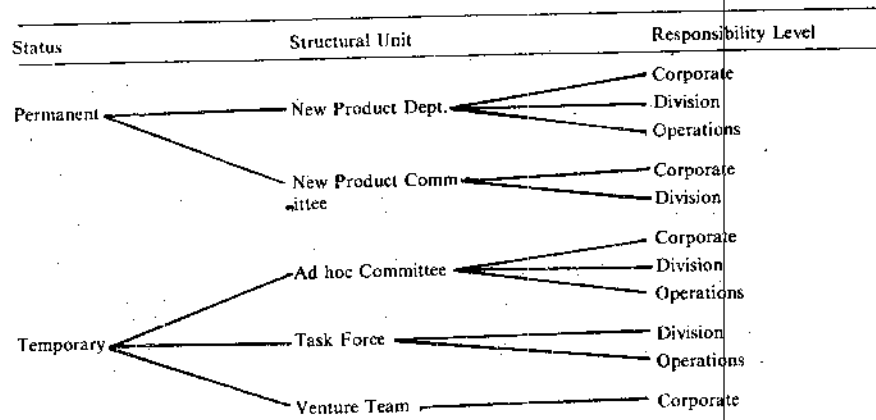 Status Structural Unit Responsibility Level
Corporate
Permanent New Product Dept. Division
Operations
New Product Comm Corporate
ittee Division
Corporate
Ad hoc Committee Division
Operations
Temporary Task Force Division
Operations
Venture Team Corporate